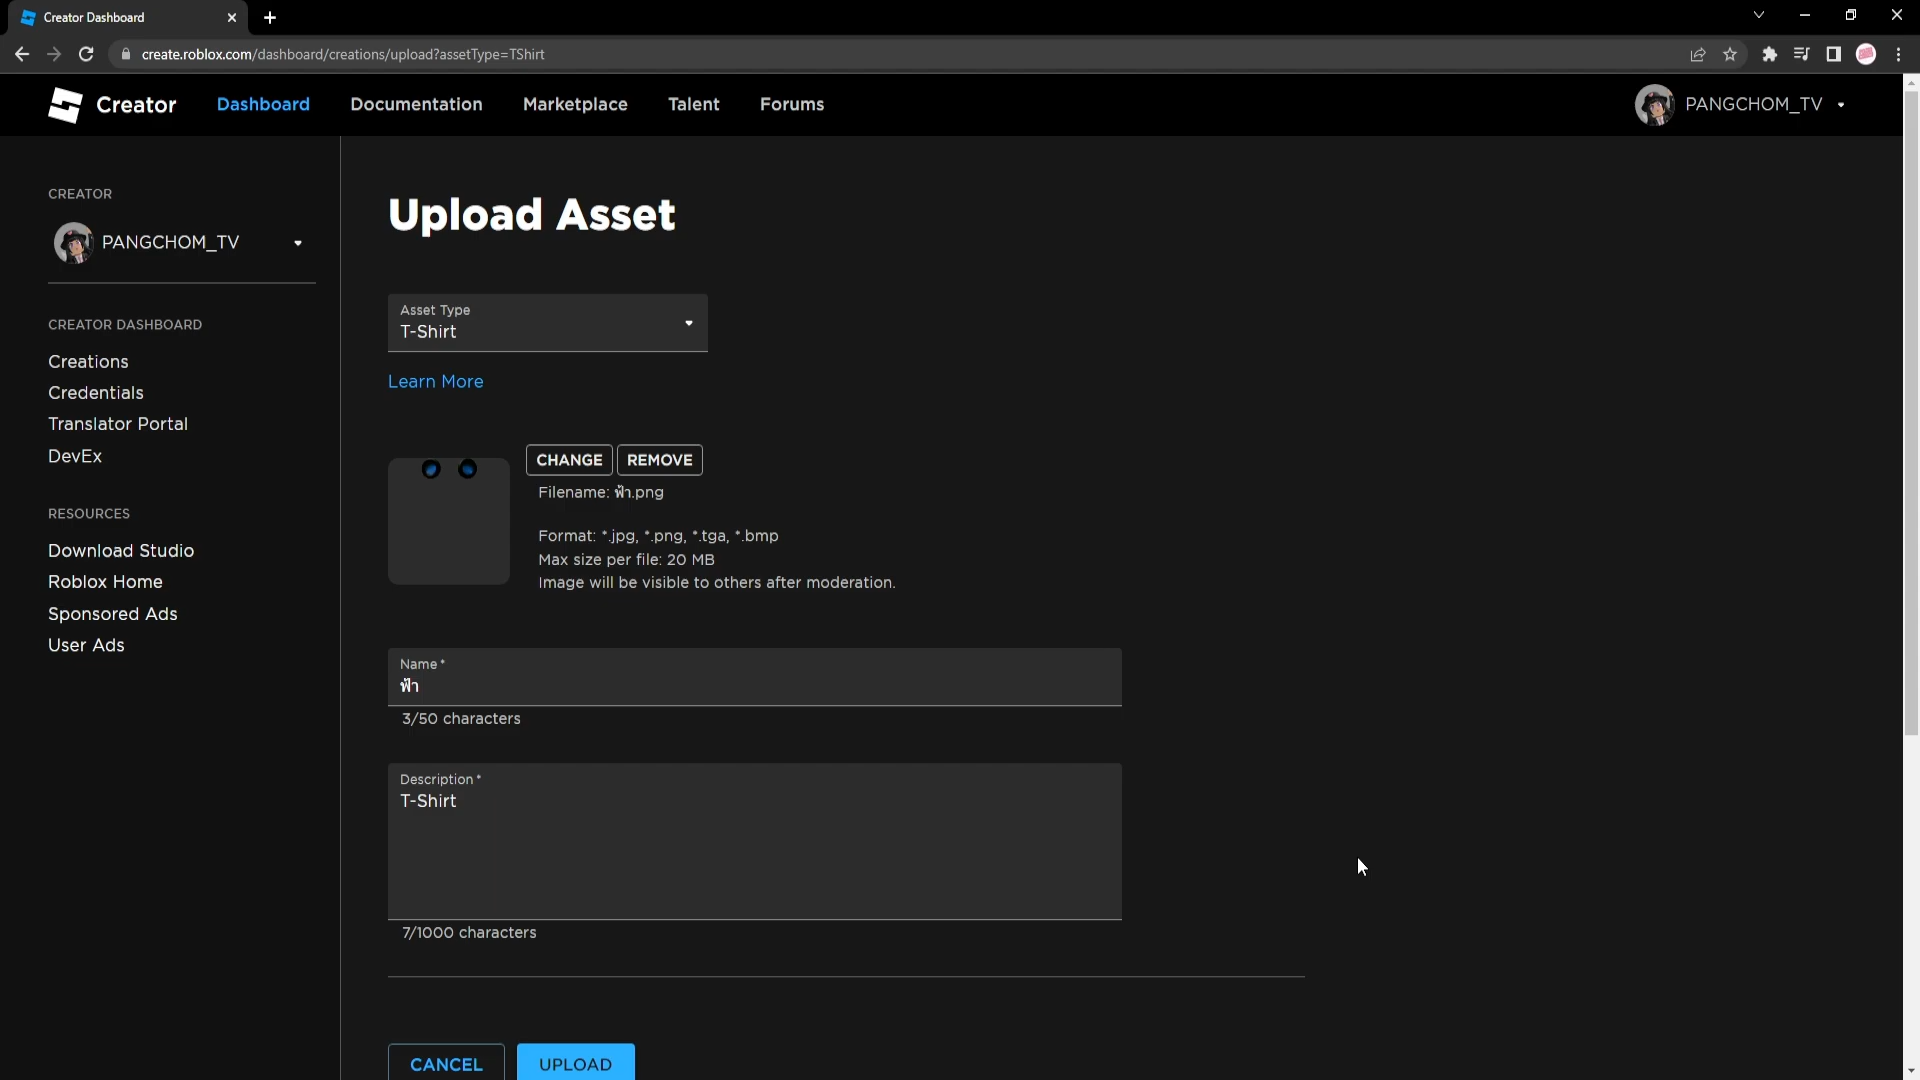 Creator Dashboard
create.roblox.com/dashboard/creations/upload?assetType=TShirt
Creator
Dashboard
Documentation
Marketplace
Talent
Forums
PANGCHOM_TV
CREATOR
PANGCHOM_TV
CREATOR DASHBOARD
Creations
Credentials
Translator Portal
DevEx
RESOURCES
Download Studio
Roblox Home
Sponsored Ads
User Ads
Upload Asset
Asset Type
T-Shirt
Learn More
CHANGE
REMOVE
Filename: ฟ้า.png
Format: *.jpg, *.png, *.tga, *.bmp
Max size per file: 20 MB
Image will be visible to others after moderation.
Name*
ฟ้า
3/50 characters
Description*
T-Shirt
7/1000 characters
CANCEL
UPLOAD